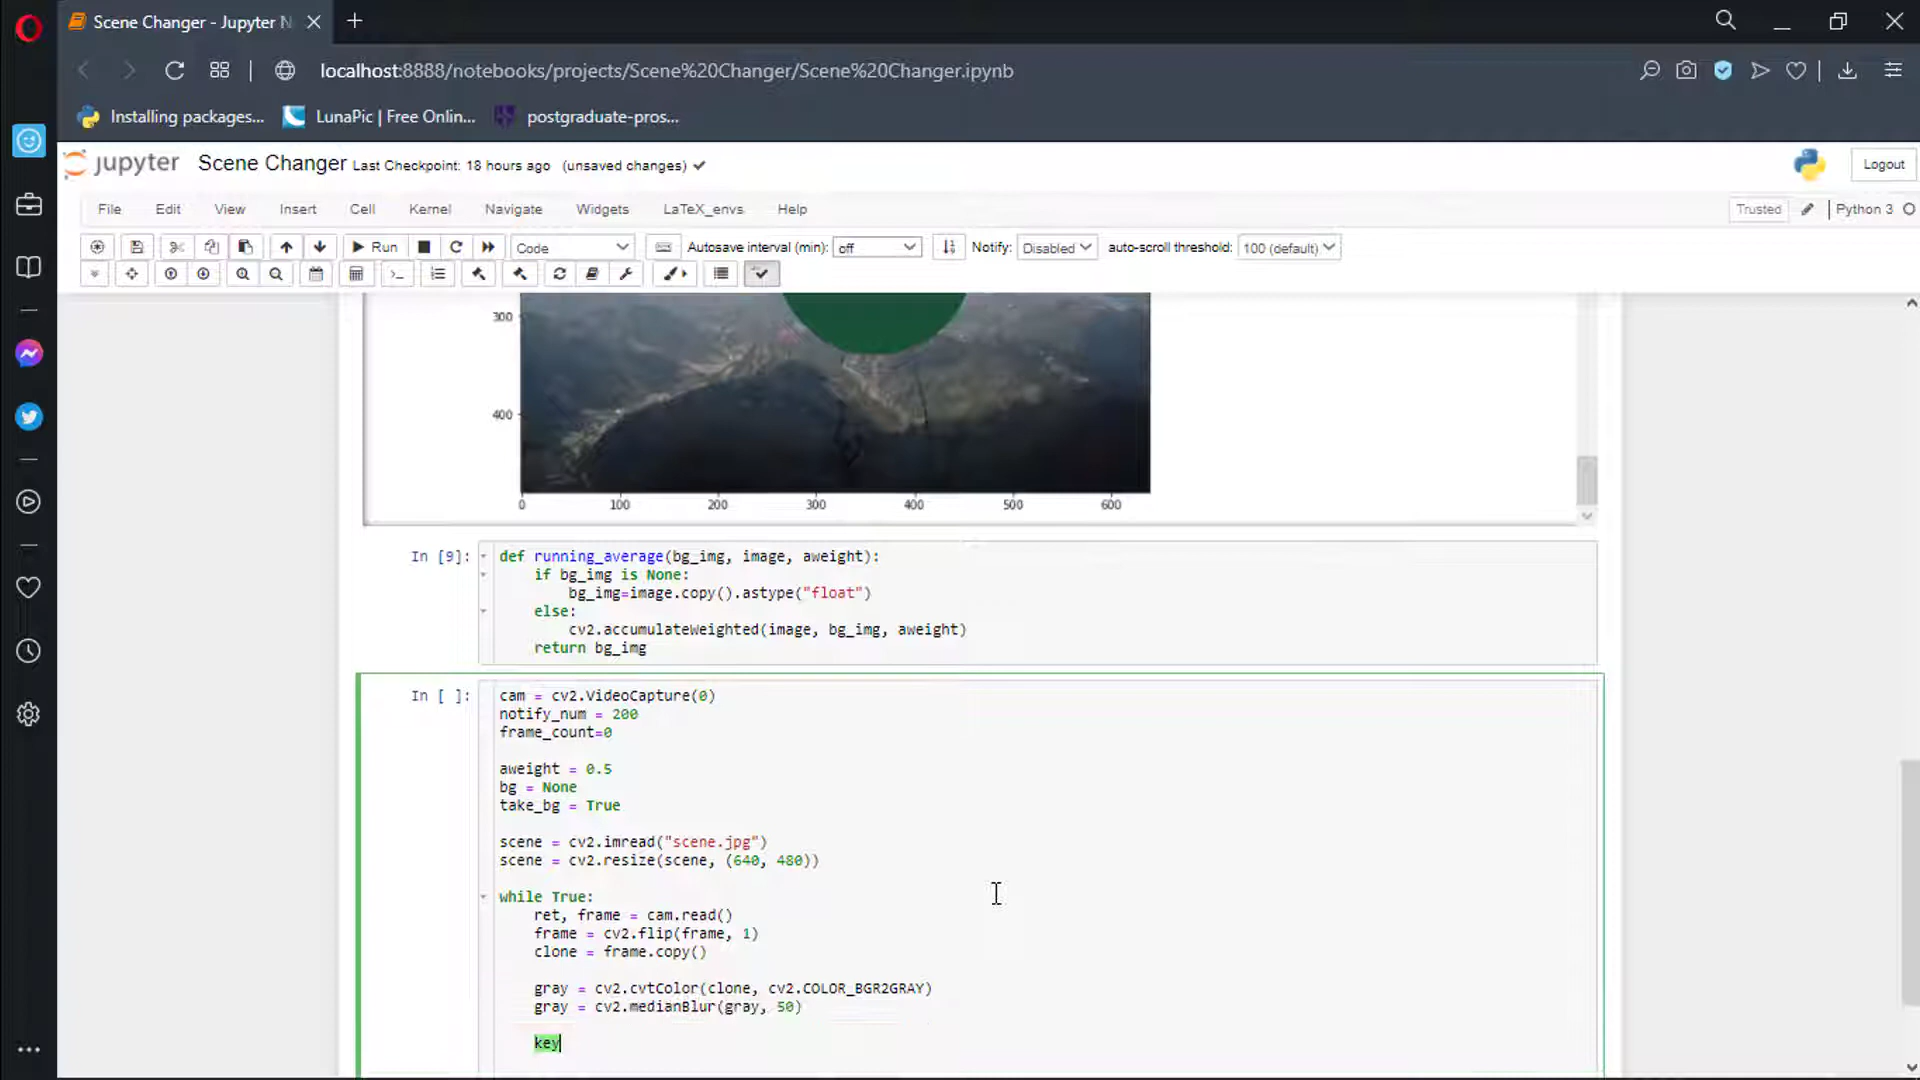 Scene Changer - Jupyter N
localhost:8888/notebooks/projects/Scene%20Changer/Scene%20Changer.ipynb
Installing packages... LunaPic | Free Onlin... postgraduate-pros...
jupyter Scene Changer Last Checkpoint: 18 hours ago (unsaved changes) Logout
File Edit View Insert Cell Kernel Navigate Widgets LaTeX_envs Help Trusted Python 3
Run Code Autosave interval (min): off Notify: Disabled auto-scroll threshold: 100 (default)
300
400
0 100 200 300 400 500 600
In [9]: def running_average(bg_img, image, aweight):
if bg_img is None:
bg_img=image.copy().astype("float")
else:
cv2.accumulateWeighted(image, bg_img, aweight)
return bg_img
In [ ]: cam = cv2.VideoCapture(0)
notify_num = 200
frame_count=0
aweight = 0.5
bg = None
take_bg = True
scene = cv2.imread("scene.jpg")
scene = cv2.resize(scene, (640, 480))
while True:
ret, frame = cam.read()
frame = cv2.flip(frame, 1)
clone = frame.copy()
gray = cv2.cvtColor(clone, cv2.COLOR_BGR2GRAY)
gray = cv2.medianBlur(gray, 50)
key